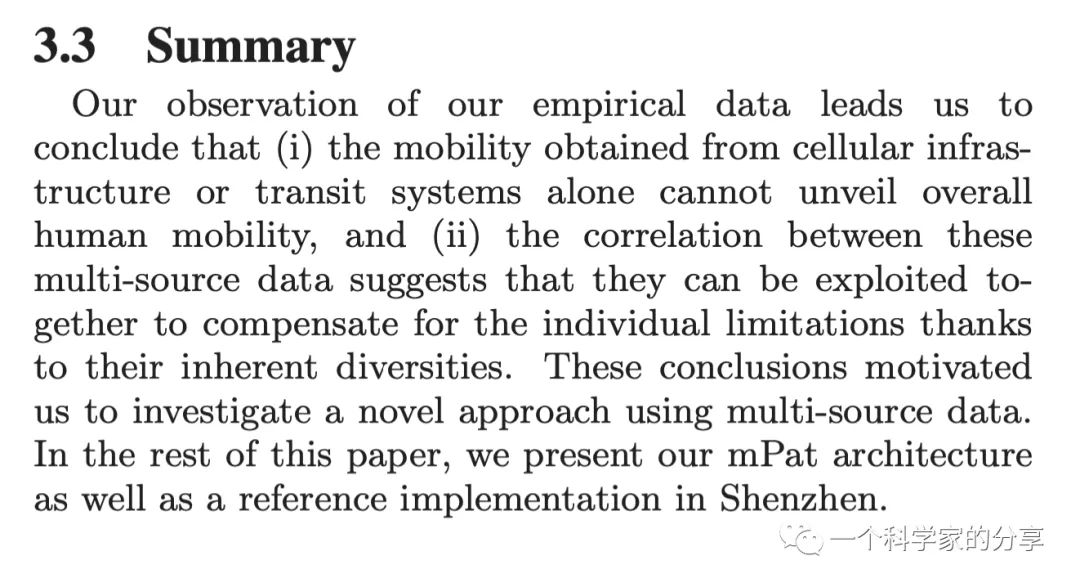 3.3 Summary
Our observation of our empirical data leads us to
conclude that (i) the mobility obtained from cellular infras-
tructure or transit systems alone cannot unveil overall
human mobility, and (ii) the correlation between these
multi-source data suggests that they can be exploited to-
gether to compensate for the individual limitations thanks
to their inherent diversities. These conclusions motivated
us to investigate a novel approach using multi-source data.
In the rest of this paper, we present our mPat architecture
as well as a reference implementation in Shenzhen.
一个科学家的分享